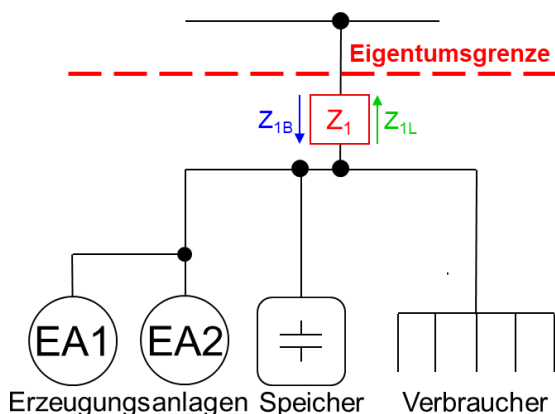 Eigentumsgrenze
Z1B Z1 Z1L
EA1 EA2
Erzeugungsanlagen Speicher Verbraucher